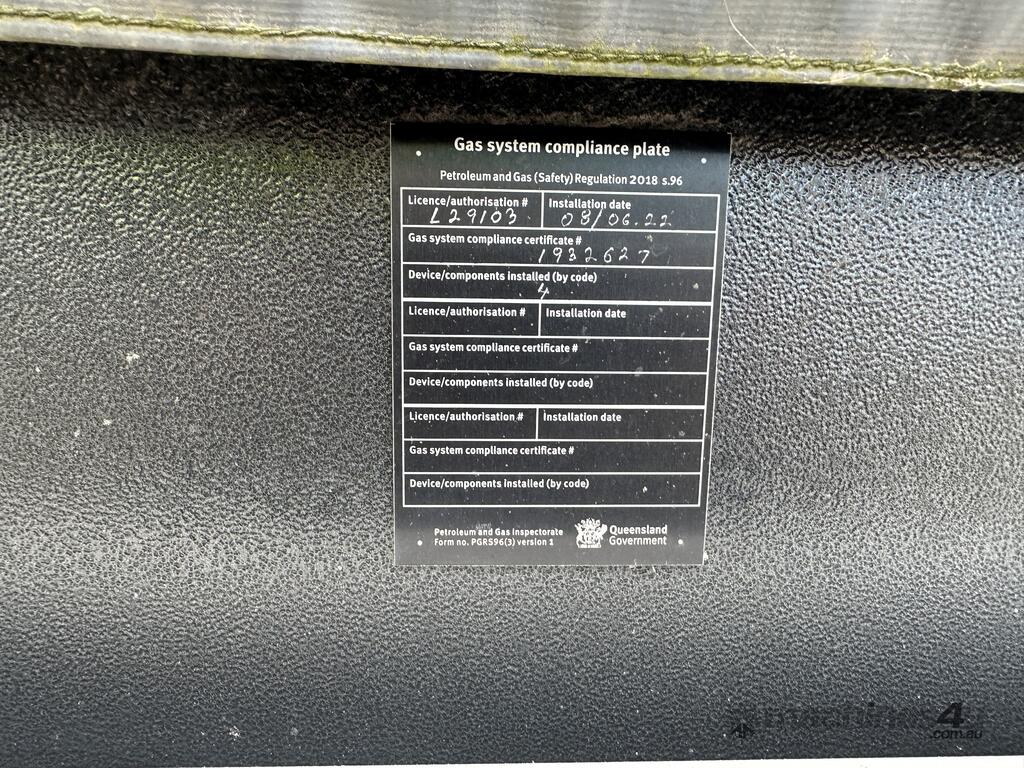 Gas system compliance plate
Petroleum and Gas (Safety) Regulation 2018 s.96
Licence/authorisation # Installation date
L29103 08/06.22
Gas system compliance certificate #
1932627
Device/components installed (by code)
4
Licence/authorisation # Installation date
Gas system compliance certificate #
Device/components installed (by code)
Licence/authorisation # Installation date
Gas system compliance certificate #
Device/components installed (by code)
Petroleum and Gas Inspectorate
Form no. PGRS96(3) version 1
Queensland
Government
4
.com.au